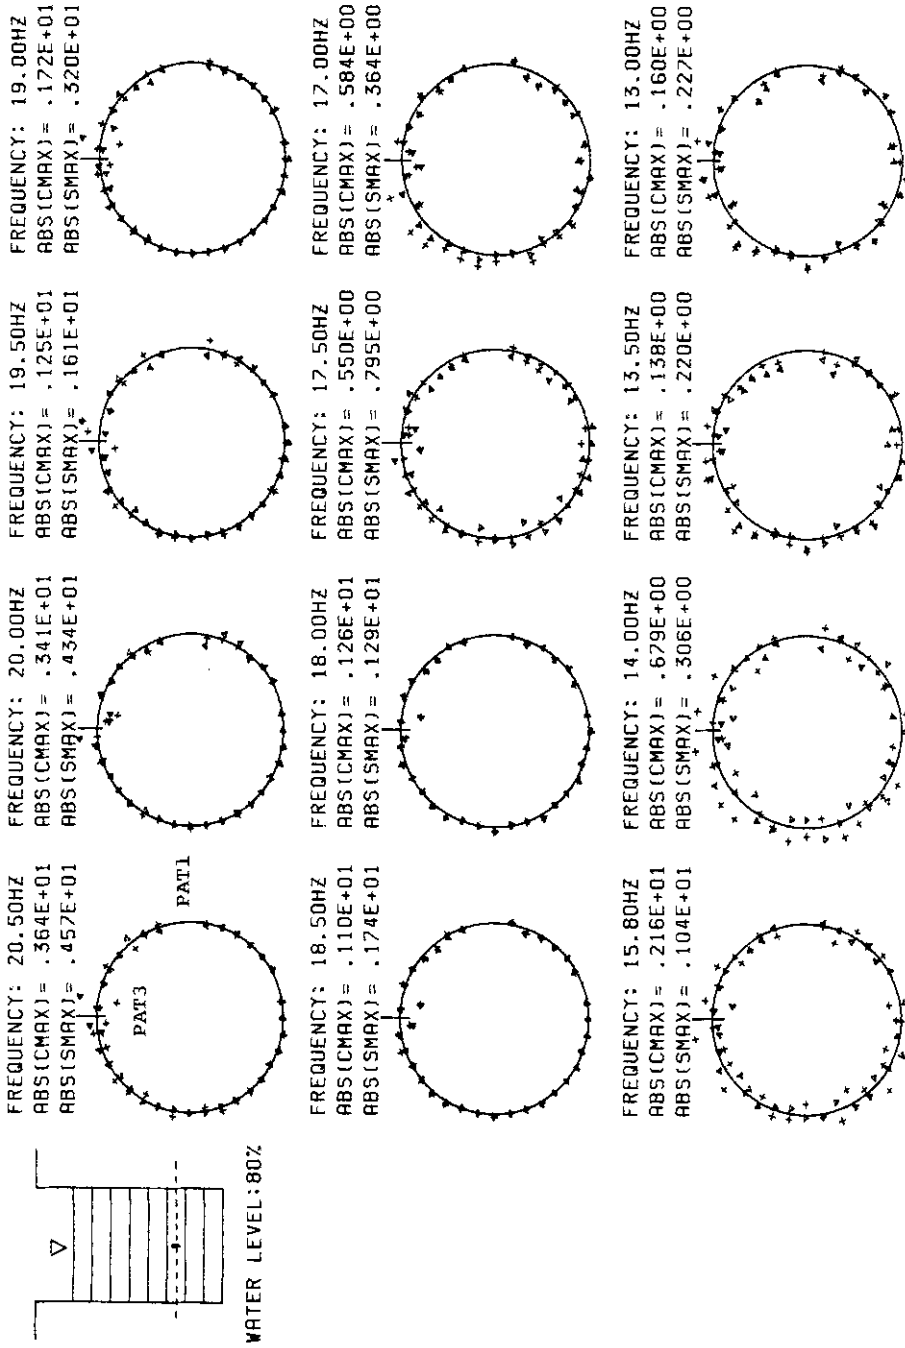 WATER LEVEL:80%
FREQUENCY: 20.50HZ
ABS(CMAX)= .364E+01
ABS(SMAX)= .457E+01
PAT3
PAT1
FREQUENCY: 20.00HZ
ABS(CMAX)= .341E+01
ABS(SMAX)= .434E+01
FREQUENCY: 19.50HZ
ABS(CMAX)= .125E+01
ABS(SMAX)= .161E+01
FREQUENCY: 19.00HZ
ABS(CMAX)= .172E+01
ABS(SMAX)= .320E+01
FREQUENCY: 18.50HZ
ABS(CMAX)= .110E+01
ABS(SMAX)= .174E+01
FREQUENCY: 18.00HZ
ABS(CMAX)= .126E+01
ABS(SMAX)= .129E+01
FREQUENCY: 17.50HZ
ABS(CMAX)= .550E+00
ABS(SMAX)= .795E+00
FREQUENCY: 17.00HZ
ABS(CMAX)= .584E+00
ABS(SMAX)= .364E+00
FREQUENCY: 15.80HZ
ABS(CMAX)= .216E+01
ABS(SMAX)= .104E+01
FREQUENCY: 14.00HZ
ABS(CMAX)= .679E+00
ABS(SMAX)= .306E+00
FREQUENCY: 13.50HZ
ABS(CMAX)= .138E+00
ABS(SMAX)= .220E+00
FREQUENCY: 13.00HZ
ABS(CMAX)= .160E+00
ABS(SMAX)= .227E+00